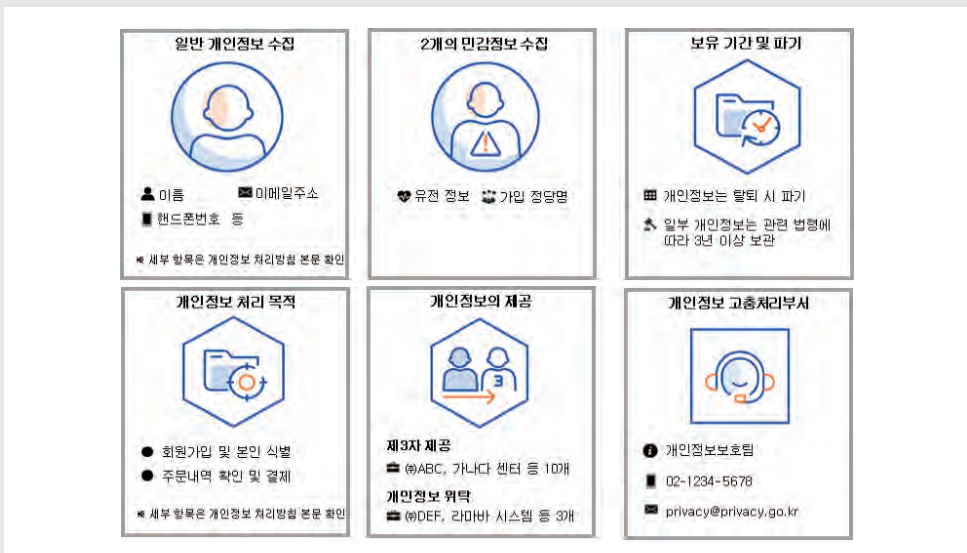 일반 개인정보 수집
이름 이메일주소
핸드폰번호 등
※ 세부 항목은 개인정보 처리방침 본문 확인
2개의 민감정보 수집
유전 정보 가입 정당명
보유 기간 및 파기
개인정보는 탈퇴 시 파기
일부 개인정보는 관련 법령에
따라 3년 이상 보관
개인정보 처리 목적
● 회원가입 및 본인 식별
● 주문내역 확인 및 결제
※ 세부 항목은 개인정보 처리방침 본문 확인
개인정보의 제공
3
제3자 제공
㈜ABC, 가나다 센터 등 10개
개인정보 위탁
㈜DEF, 라마바 시스템 등 3개
개인정보 고충처리부서
개인정보보호팀
02-1234-5678
privacy@privacy.go.kr